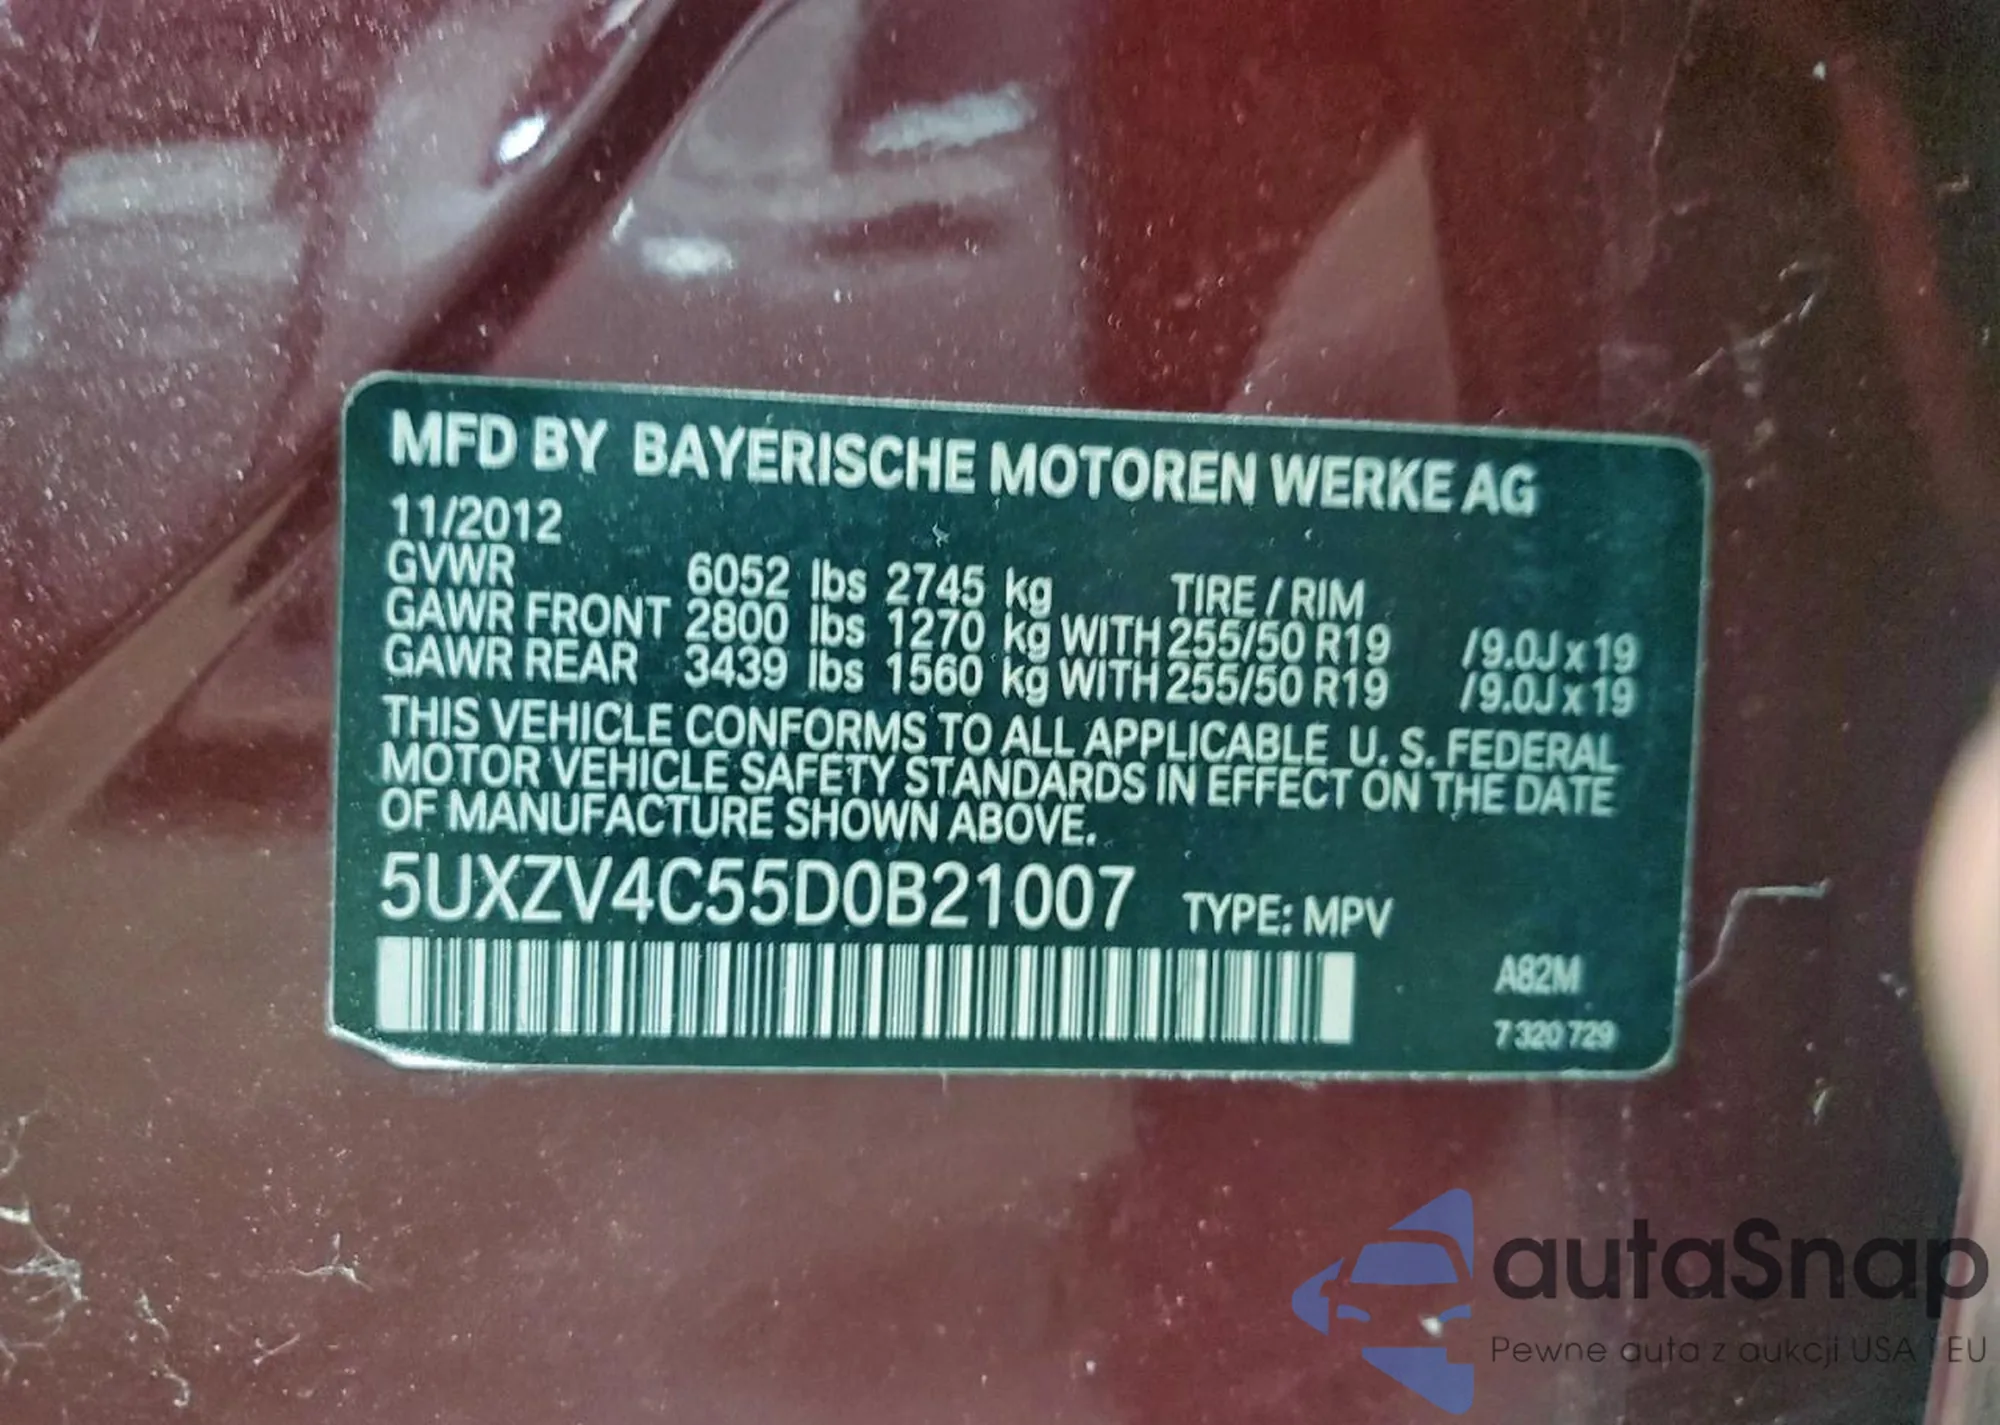 MFD BY BAYERISCHE MOTOREN WERKE AG
11/2012
GVWR 6052 lbs 2745 kg TIRE / RIM
GAWR FRONT 2800 lbs 1270 kg WITH 255/50 R19 /9.0J x 19
GAWR REAR 3439 lbs 1560 kg WITH 255/50 R19 /9.0J x 19
THIS VEHICLE CONFORMS TO ALL APPLICABLE U. S. FEDERAL
MOTOR VEHICLE SAFETY STANDARDS IN EFFECT ON THE DATE
OF MANUFACTURE SHOWN ABOVE.
5UXZV4C55D0B21007 TYPE: MPV
A82M
7 320 729
autaSnap
Pewne auta z aukcji USA i EU